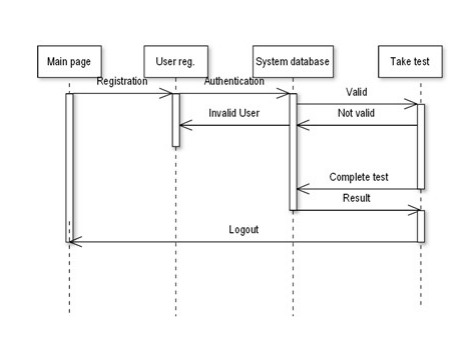 Main page
User reg.
System database
Take test
Registration
Authentication
Valid
Invalid User
Not valid
Complete test
Result
Logout